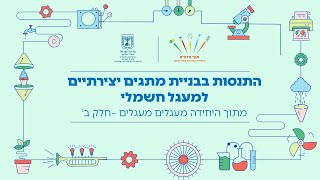 התנסות בבניית מתגים יצירתיים
למעגל חשמלי
מתוך היחידה מעגלים מעגלים -חלק ב'